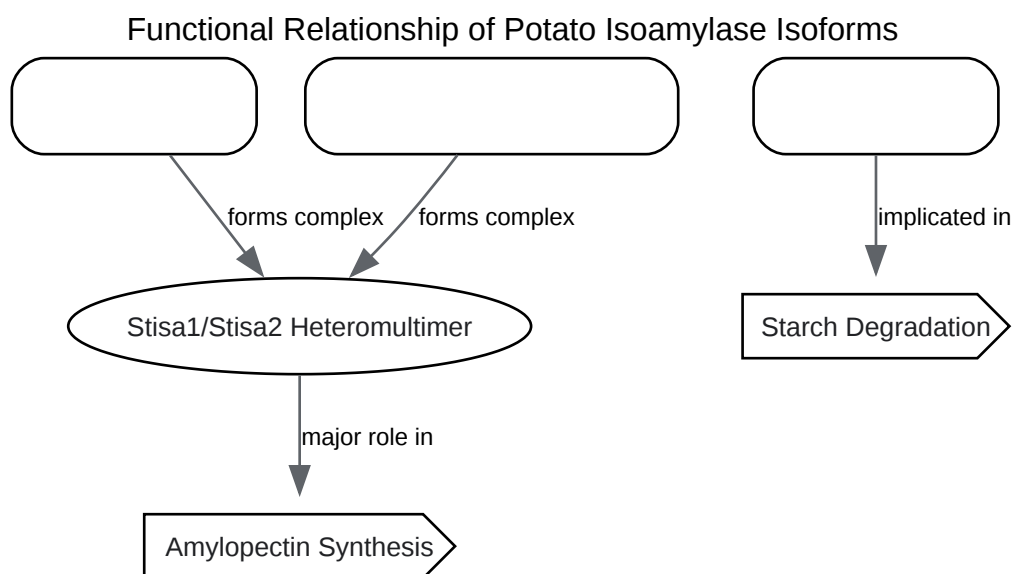 Functional Relationship of Potato Isoamylase Isoforms
forms complex
forms complex
implicated in
Stisa1/Stisa2 Heteromultimer
Starch Degradation
major role in
Amylopectin Synthesis